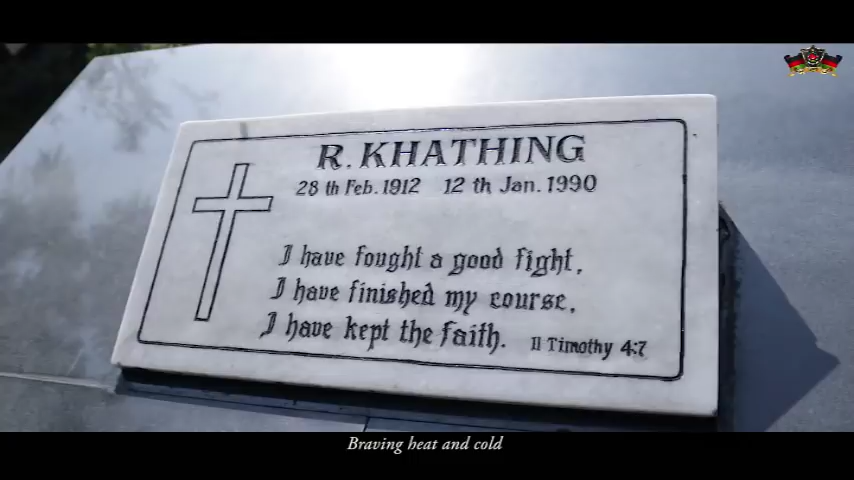 R. KHATHING
28 th Feb. 1912 12 th Jan. 1990
I have fought a good fight,
I have finished my course,
I have kept the faith. II Timothy 4:7
Braving heat and cold